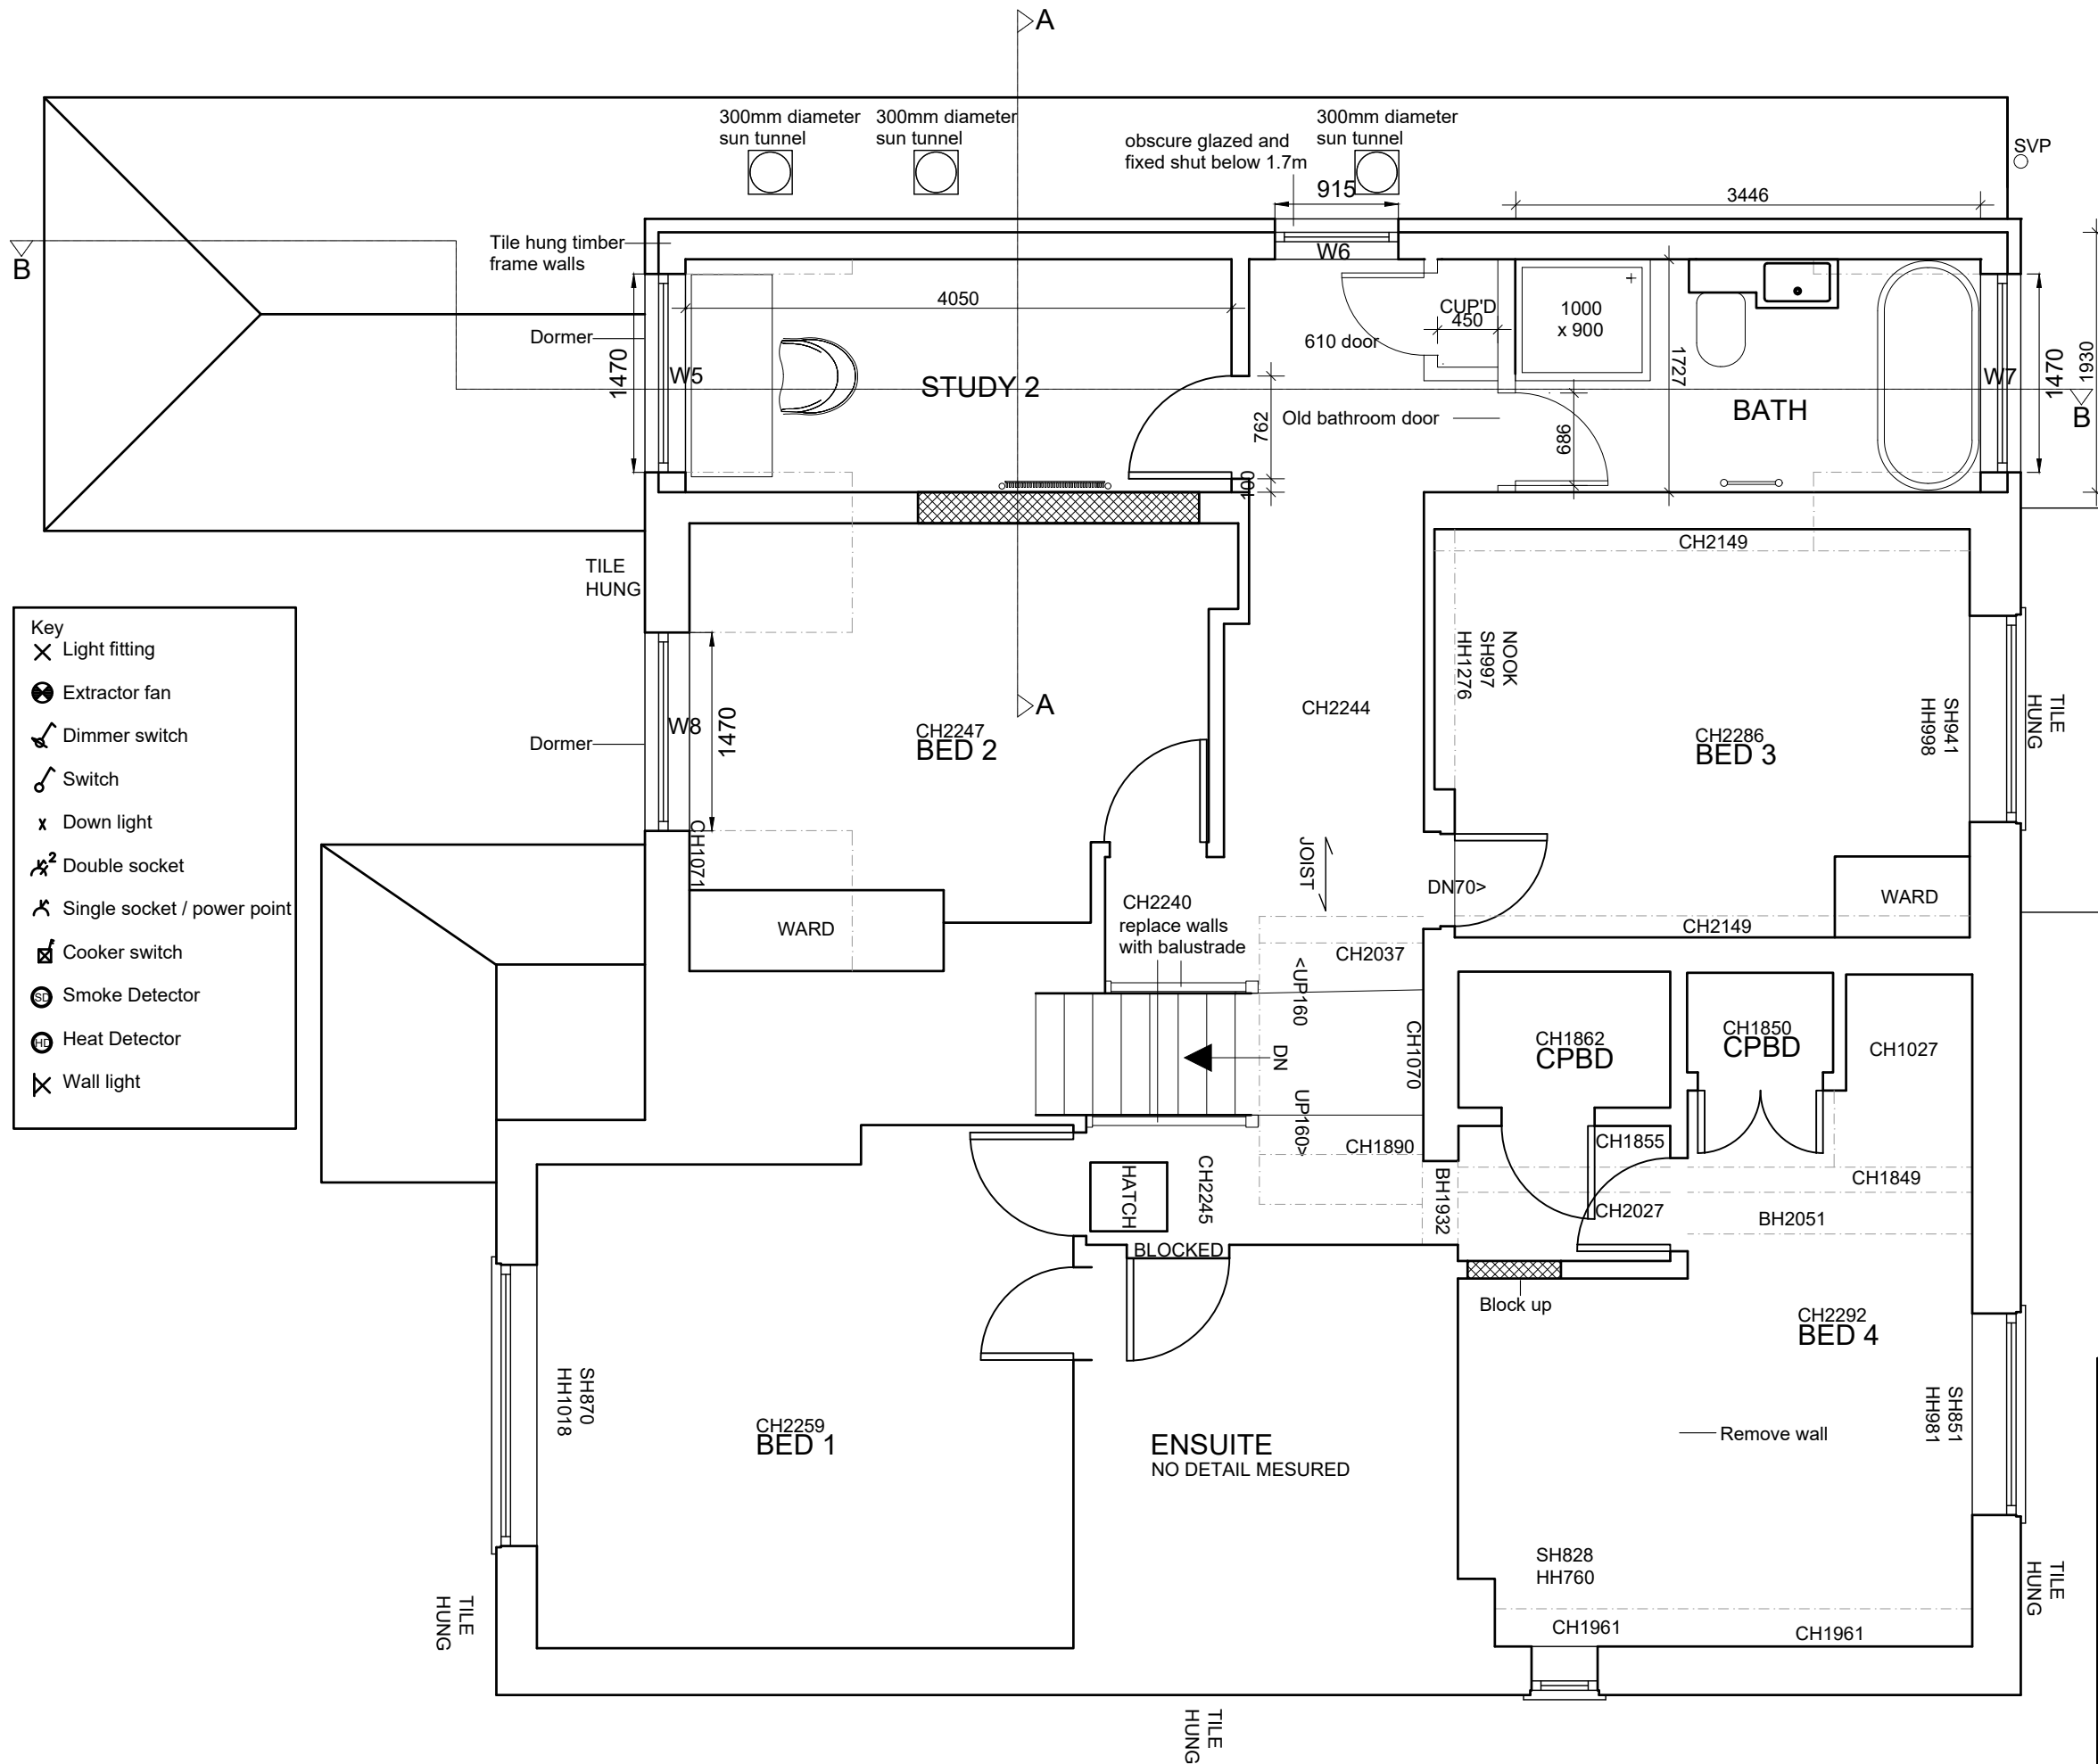 A
300mm diameter
sun tunnel
300mm diameter
sun tunnel
300mm diameter
sun tunnel
obscure glazed and
fixed shut below 1.7m
915
SVP
3446
B
Tile hung timber
frame walls
W6
4050
CUP'D
450
1000
x 900
610 door
Dormer
1470
W5
STUDY 2
1727
W7
1470
1930
BATH
B
Old bathroom door
762
686
100
TILE
HUNG
CH2149
Key
Light fitting
Extractor fan
Dimmer switch
Switch
Down light
2
Double socket
Single socket / power point
Cooker switch
SD
Smoke Detector
HD
Heat Detector
Wall light
NOOK
SH997
HH1276
A
CH2244
W8
1470
Dormer
CH2247
BED 2
CH2286
BED 3
SH941
HH998
TILE
HUNG
CH1071
JOIST
DN70>
WARD
CH2240
replace walls
with balustrade
WARD
CH2149
CH2037
<UP160
DN
CH1070
UP160>
CH1862
CPBD
CH1850
CPBD
CH1027
CH1855
CH1890
HATCH
CH2245
BH1932
CH1849
CH2027
BH2051
BLOCKED
Block up
CH2292
BED 4
SH870
HH1018
CH2259
BED 1
ENSUITE
NO DETAIL MESURED
Remove wall
SH851
HH981
SH828
HH760
TILE
HUNG
TILE
HUNG
CH1961
CH1961
TILE
HUNG